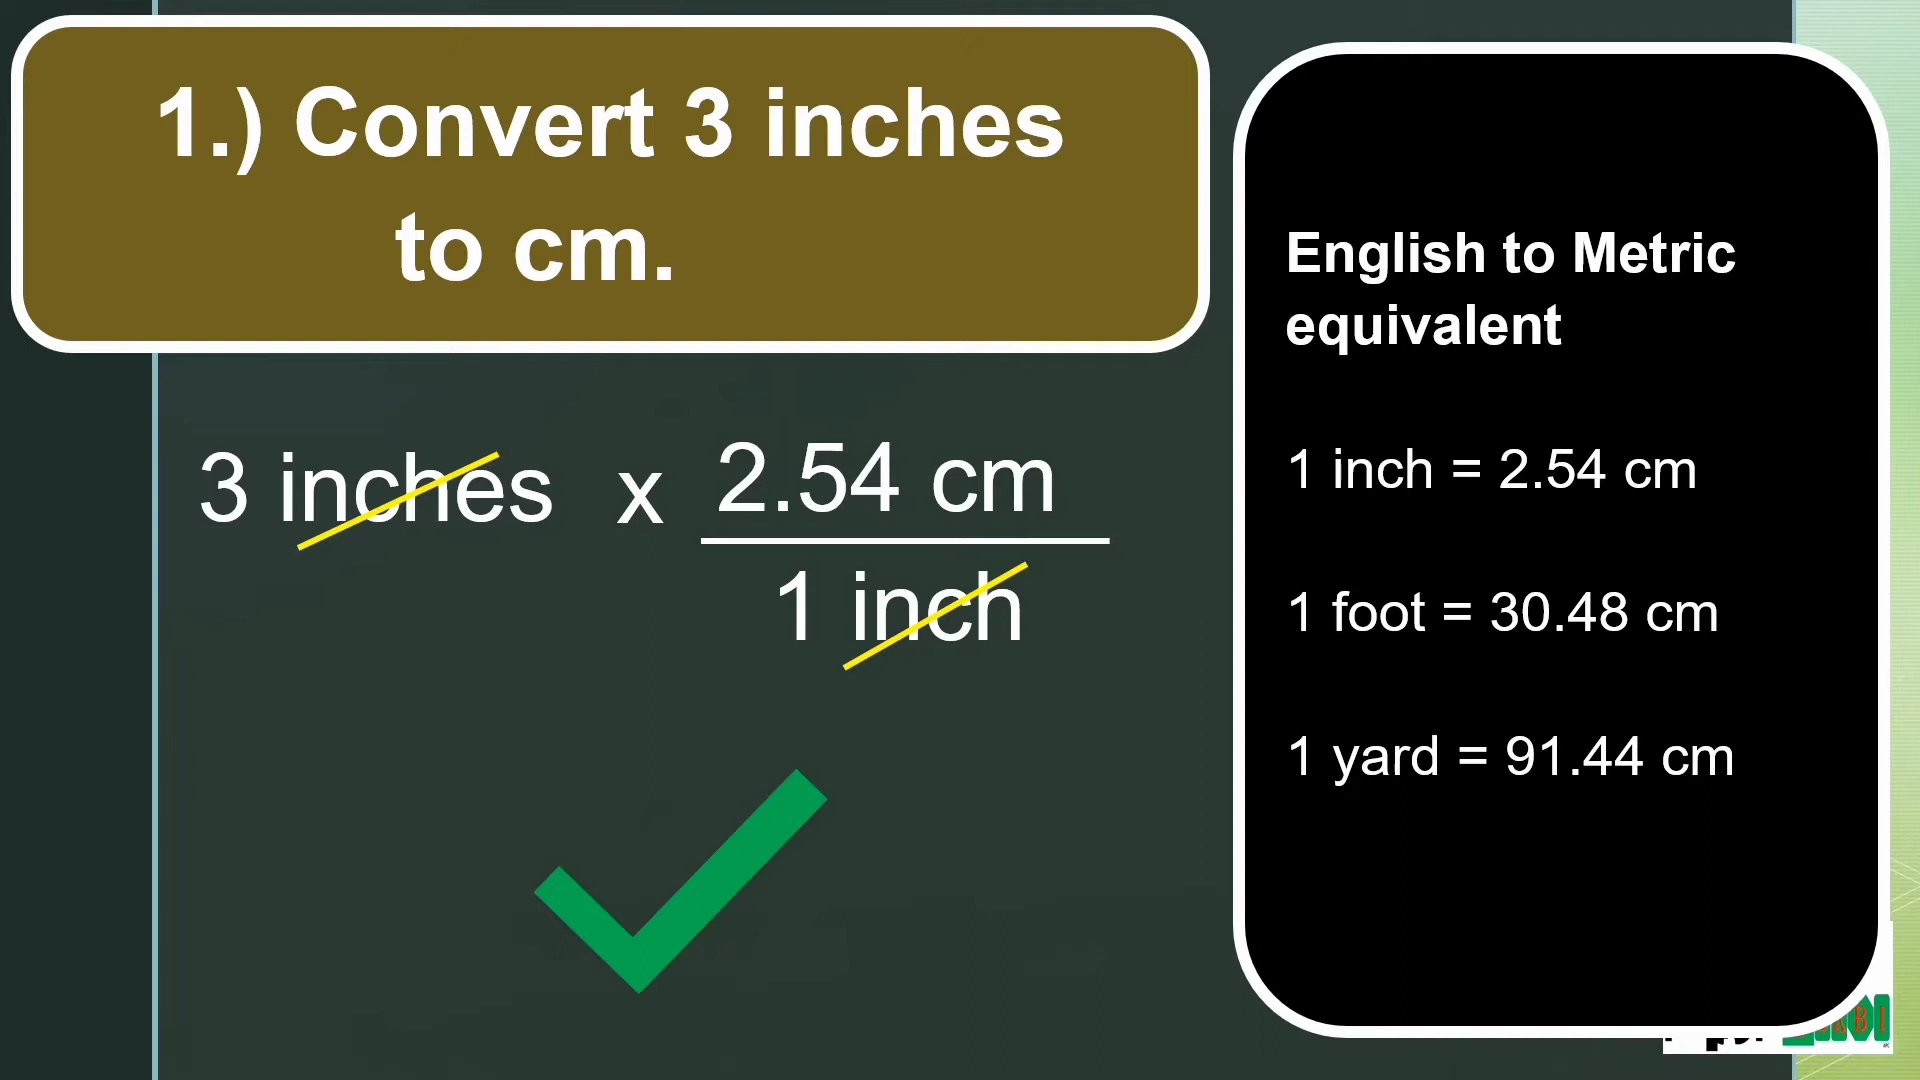 1.) Convert 3 inches
to cm.
3 inches x 2.54 cm
1 inch
English to Metric
equivalent
1 inch = 2.54 cm
1 foot = 30.48 cm
1 yard = 91.44 cm